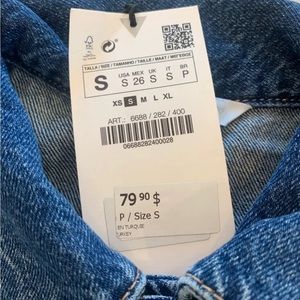 TALLA / SIZE / TAMANHO / TAILLE / MAAT / MÉRETE
S
USA MEX UK IT BR
S 26 S S P
XS S M L XL
ART.: 6688 / 282 / 400
06688282400028
79 90 $
P / Size S
EN TURQUIE
TURKEY